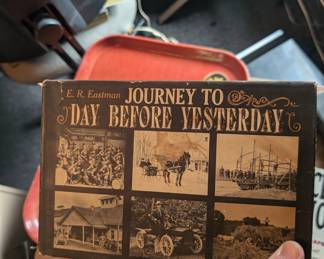 E. R. Eastman JOURNEY TO
DAY BEFORE YESTERDAY